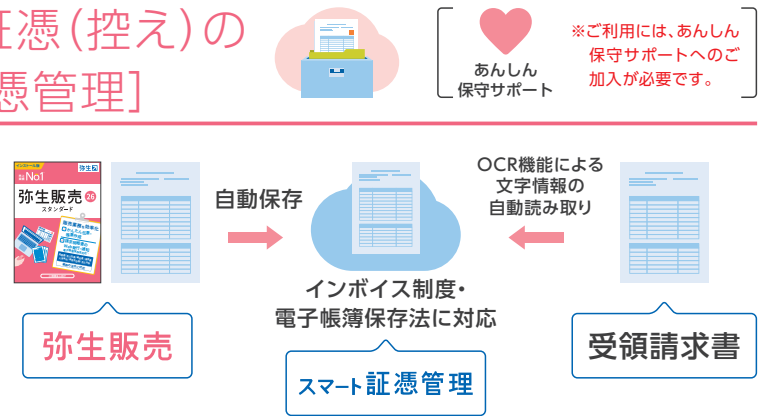 証憑(控え)の
憑管理]
あんしん
保守サポート
※ご利用には、あんしん
保守サポートへのご
加入が必要です。
弥生
No1
弥生販売 26
スタンダード
自動保存
OCR機能による
文字情報の
自動読み取り
インボイス制度・
電子帳簿保存法に対応
弥生販売
スマート証憑管理
受領請求書